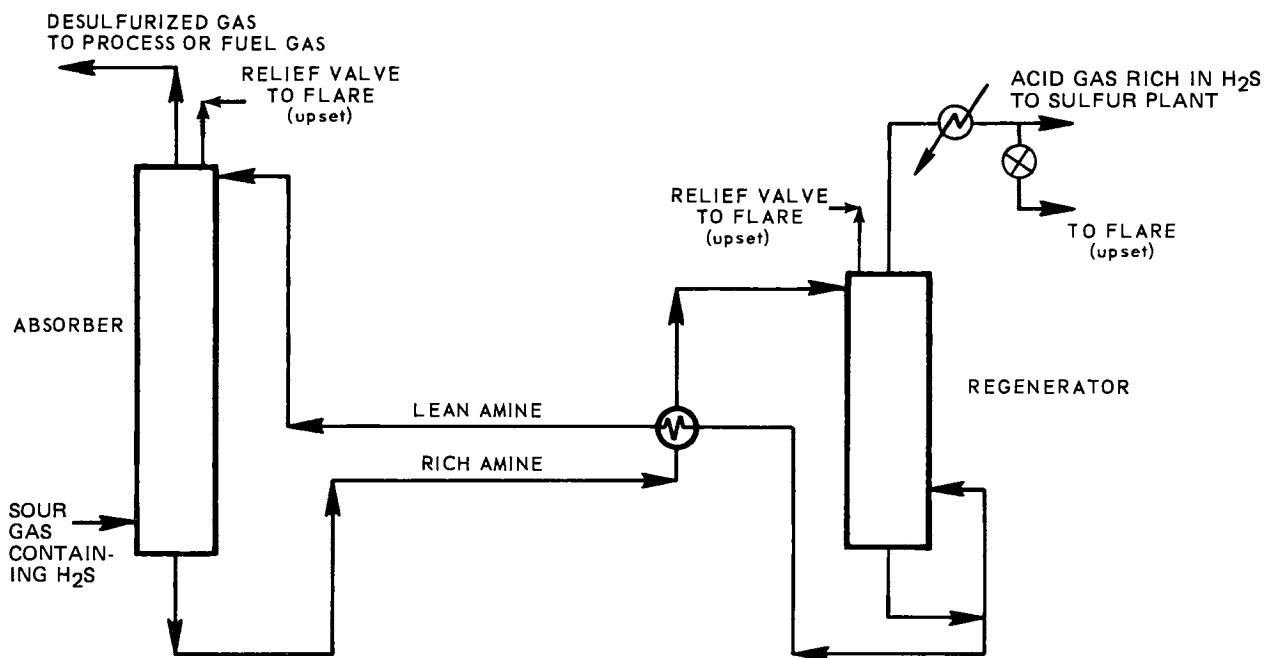 DESULFURIZED GAS
TO PROCESS OR FUEL GAS
RELIEF VALVE
TO FLARE
(upset)
ACID GAS RICH IN H₂S
TO SULFUR PLANT
RELIEF VALVE
TO FLARE
(upset)
TO FLARE
(upset)
ABSORBER
REGENERATOR
LEAN AMINE
RICH AMINE
SOUR
GAS
CONTAIN-
ING H₂S